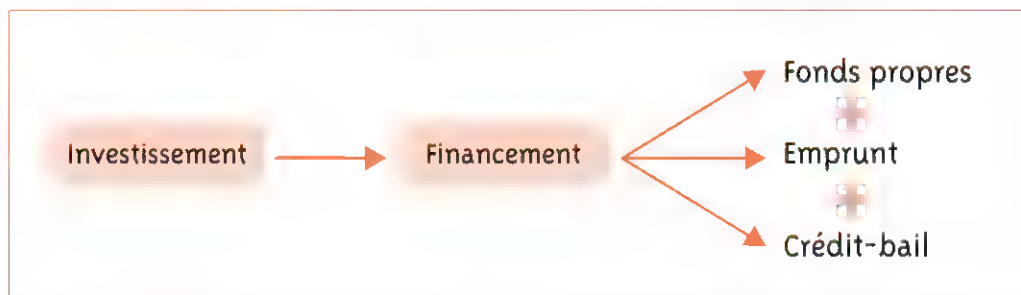 Fonds propres
+
Investissement
Financement
Emprunt
+
Crédit-bail